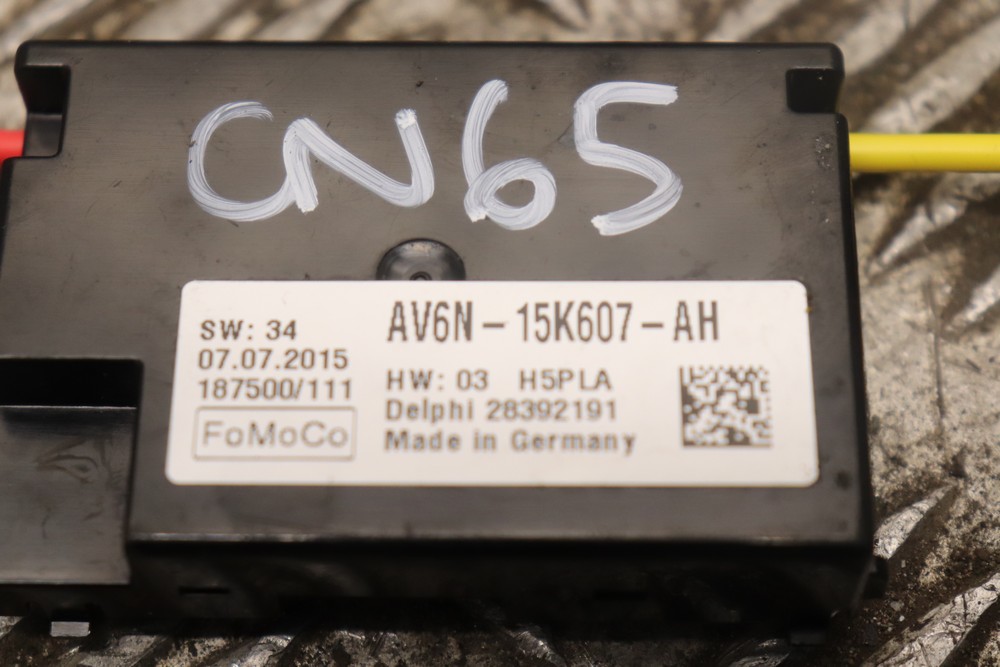 CN65
SW: 34
07.07.2015
187500/111
FoMoCo
AV6N-15K607-AH
HW: 03 H5PLA
Delphi 28392191
Made in Germany